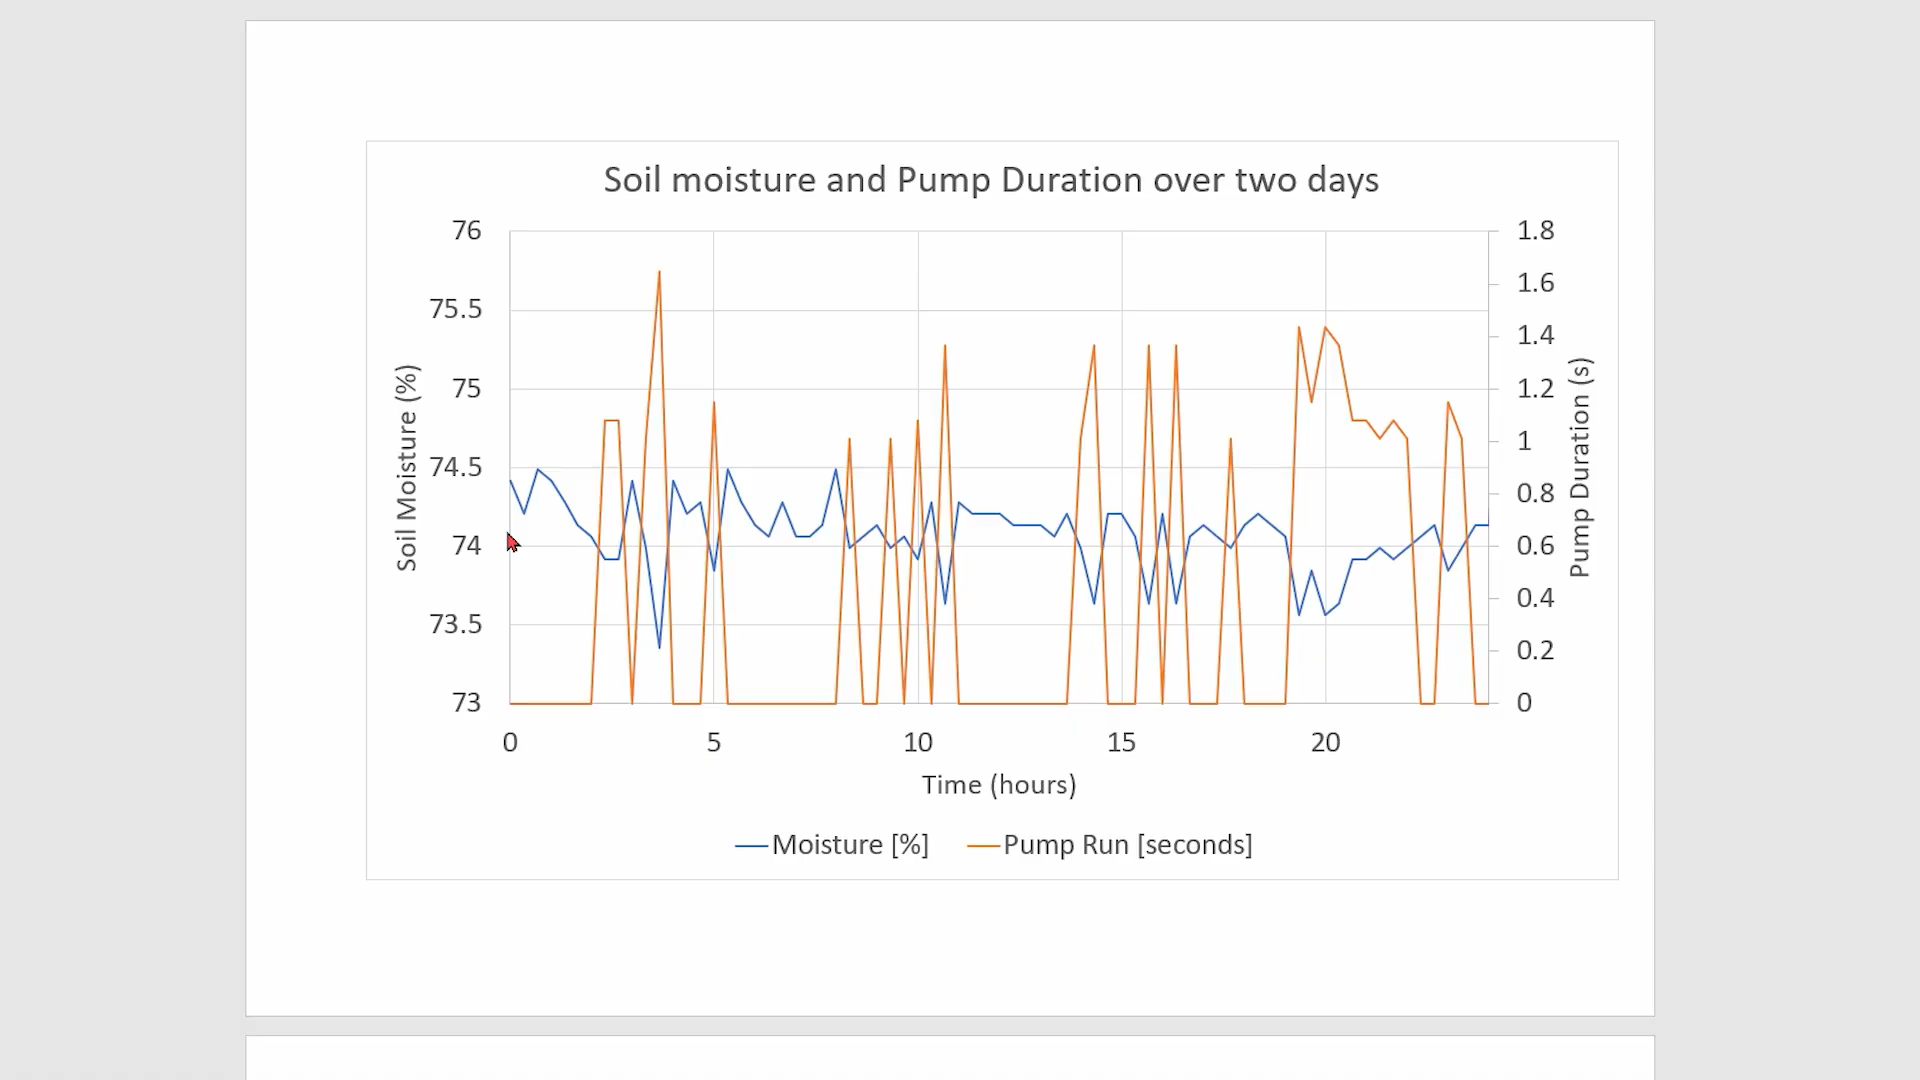 Soil moisture and Pump Duration over two days
76
75.5
75
74.5
74
73.5
73
Soil Moisture (%)
1.8
1.6
1.4
1.2
1
0.8
0.6
0.4
0.2
0
Pump Duration (s)
0 5 10 15 20
Time (hours)
Moisture [%] Pump Run [seconds]